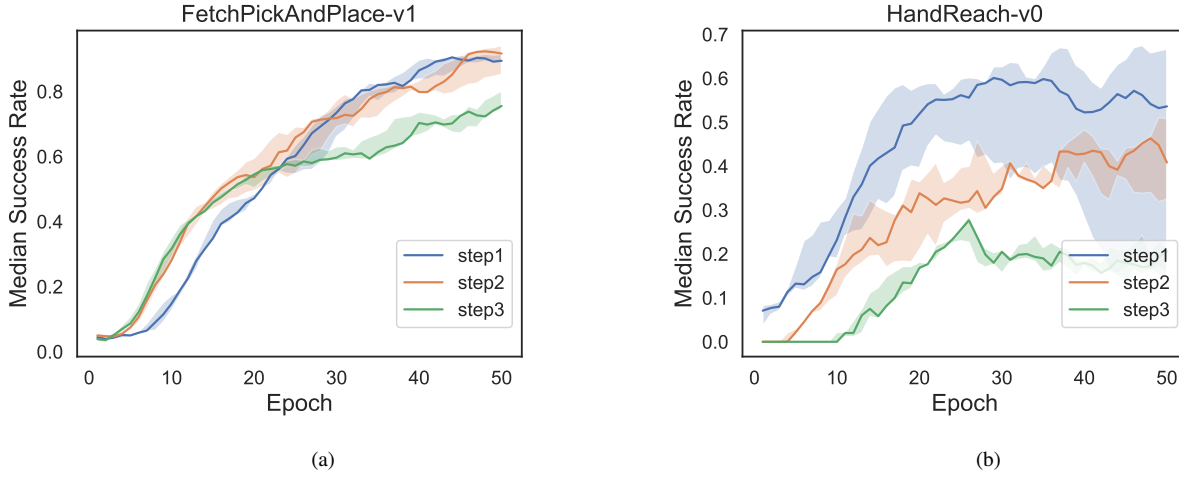 FetchPickAndPlace-v1
Median Success Rate
0.8
0.6
0.4
0.2
0.0
step1
step2
step3
0
10
20
30
40
50
Epoch
(a)
HandReach-v0
Median Success Rate
0.7
0.6
0.5
0.4
0.3
0.2
0.1
0.0
step1
step2
step3
0
10
20
30
40
50
Epoch
(b)